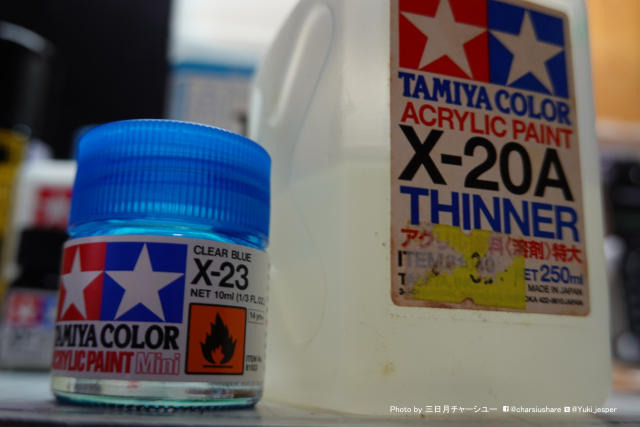 TAMIYA COLOR
ACRYLIC PAINT
X-20A
THINNER
特大
250ml
MADE IN JAPAN
CLEAR BLUE
X-23
NET 10ml (1/3 FL.OZ
TAMIYA COLOR
ACRYLIC PAINT Mini
Photo by 三日月チャーシュー @charsiushare @Yuki.jesper